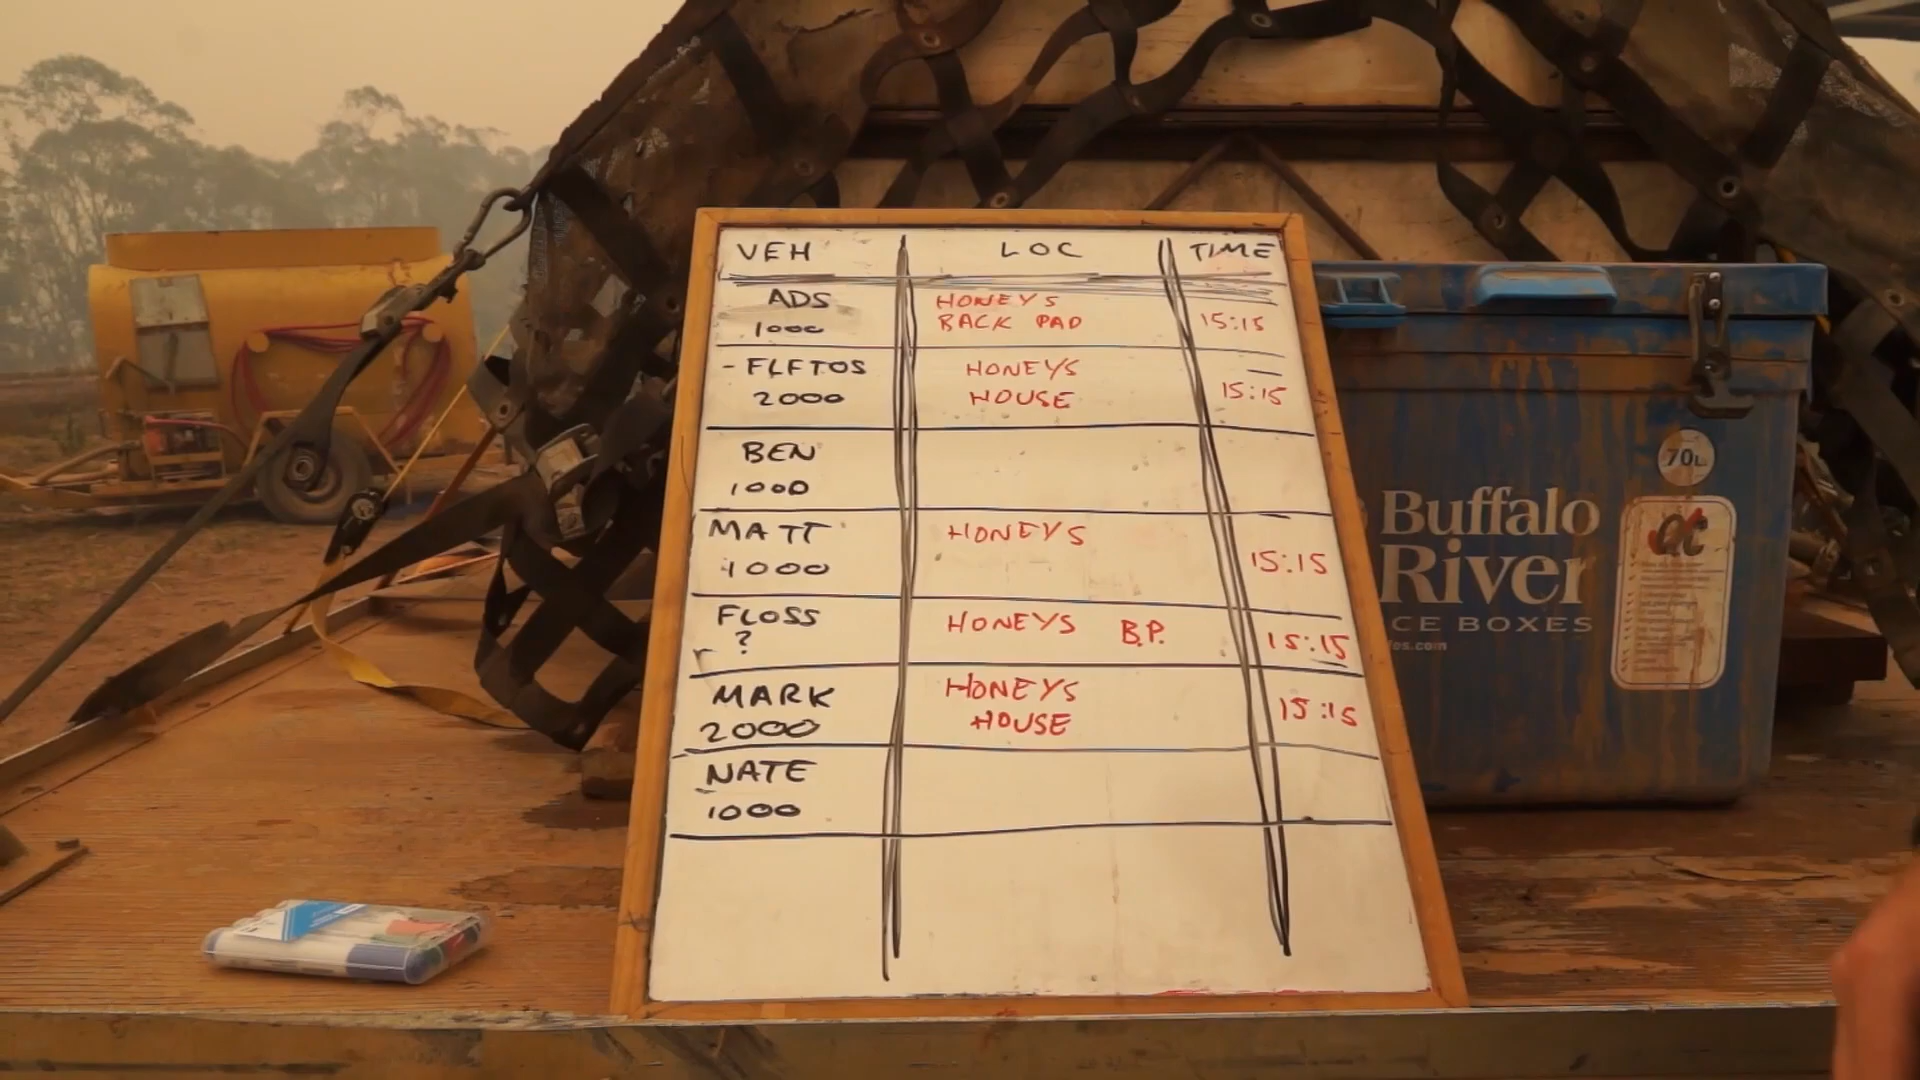 VEH LOC TIME
ADS HONEYS
1000 BACK PAD 15:15
- FLFTOS HONEYS
2000 HOUSE 15:15
BEN
1000
MATT HONEYS
1000 15:15
FLOSS HONEYS B.P.
? 15:15
MARK HONEYS
2000 HOUSE 15:15
NATE
1000
70L
Buffalo
River
CE BOXES